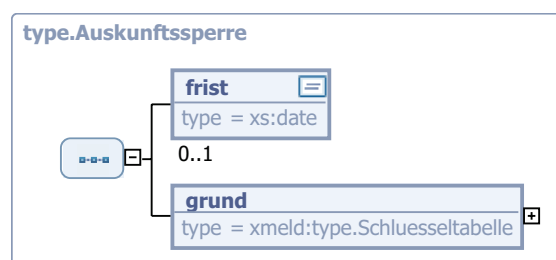 type.Auskunftssperre
frist
type = xs:date
0..1
grund
type = xmeld:type.Schluesseltabelle